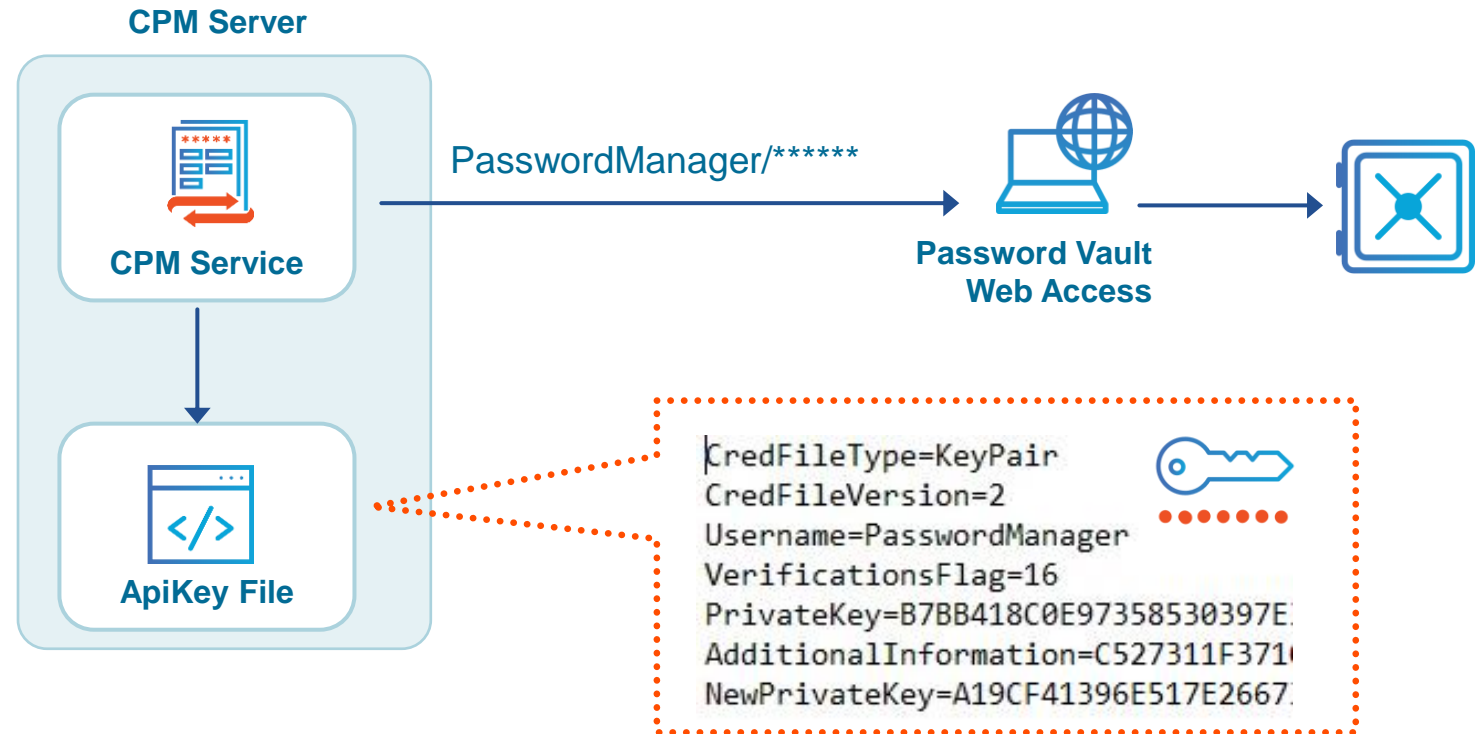 CPM Server
*****
CPM Service
PasswordManager/******
Password Vault
Web Access
</>
ApiKey File
CredFileType=KeyPair
CredFileVersion=2
Username=PasswordManager
VerificationsFlag=16
PrivateKey=B7BB418C0E97358530397E
AdditionalInformation=C527311F371
NewPrivateKey=A19CF41396E517E2667